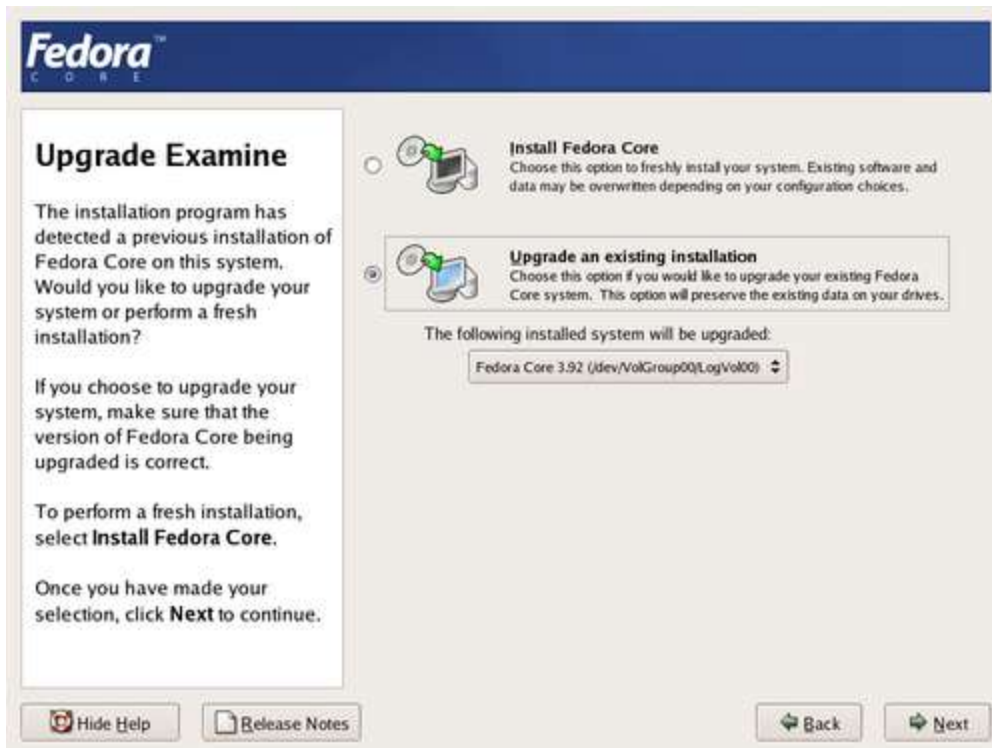 Fedora™
CORE
Upgrade Examine
The installation program has
detected a previous installation of
Fedora Core on this system.
Would you like to upgrade your
system or perform a fresh
installation?
If you choose to upgrade your
system, make sure that the
version of Fedora Core being
upgraded is correct.
To perform a fresh installation,
select Install Fedora Core.
Once you have made your
selection, click Next to continue.
Install Fedora Core
Choose this option to freshly install your system. Existing software and
data may be overwritten depending on your configuration choices.
Upgrade an existing installation
Choose this option if you would like to upgrade your existing Fedora
Core system. This option will preserve the existing data on your drives.
The following installed system will be upgraded:
Fedora Core 3.92 (/dev/VolGroup00/LogVol00)
Hide Help
Release Notes
Back
Next